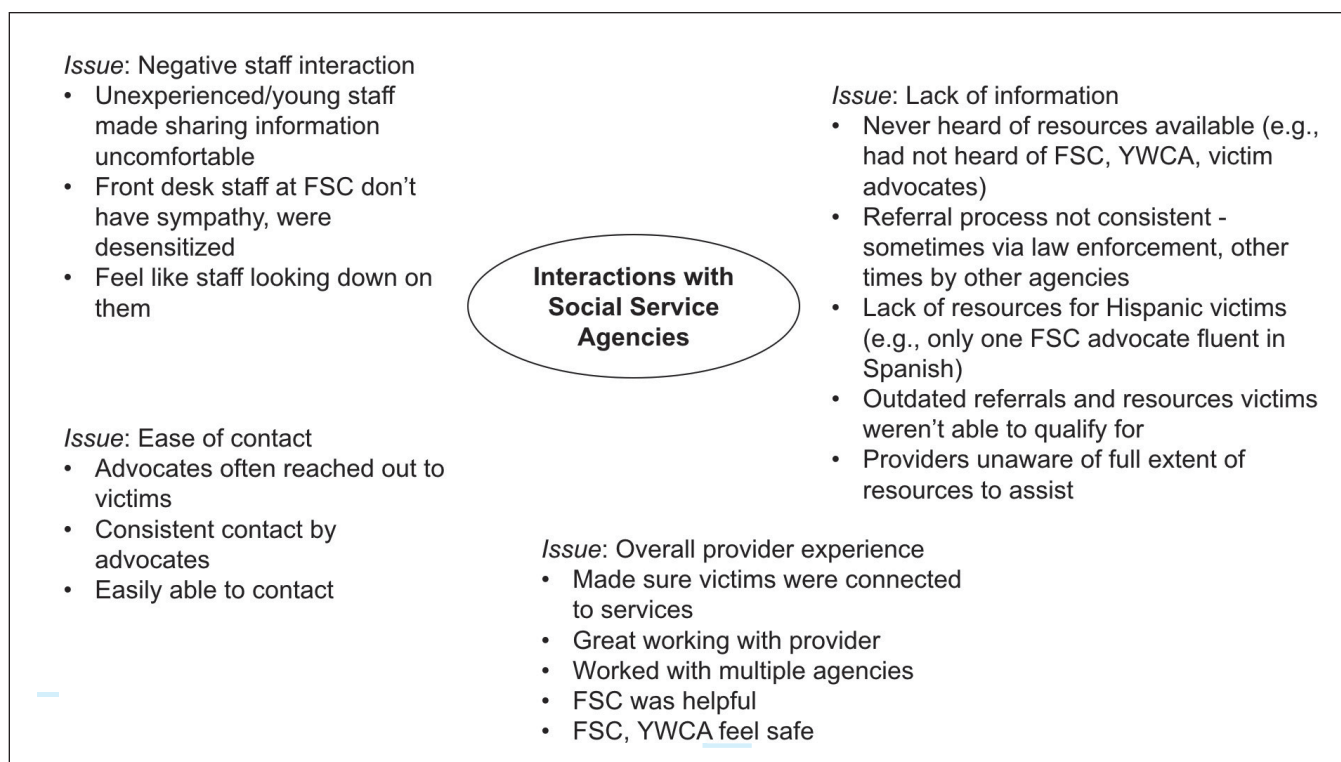 Issue: Negative staff interaction
• Unexperienced/young staff
made sharing information
uncomfortable
• Front desk staff at FSC don’t
have sympathy, were
desensitized
• Feel like staff looking down on
them
Issue: Lack of information
• Never heard of resources available (e.g.,
had not heard of FSC, YWCA, victim
advocates)
• Referral process not consistent -
sometimes via law enforcement, other
times by other agencies
• Lack of resources for Hispanic victims
(e.g., only one FSC advocate fluent in
Spanish)
• Outdated referrals and resources victims
weren’t able to qualify for
• Providers unaware of full extent of
resources to assist
Interactions with
Social Service
Agencies
Issue: Ease of contact
• Advocates often reached out to
victims
• Consistent contact by
advocates
• Easily able to contact
Issue: Overall provider experience
• Made sure victims were connected
to services
• Great working with provider
• Worked with multiple agencies
• FSC was helpful
• FSC, YWCA feel safe